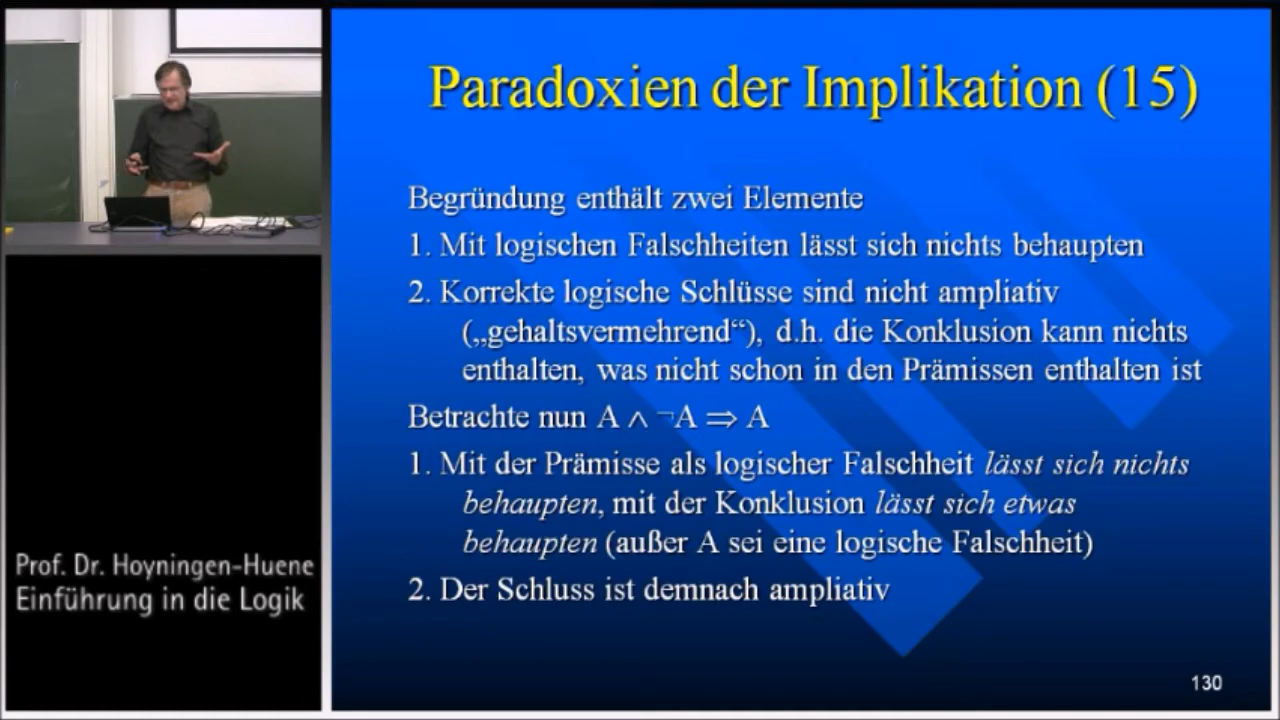 Paradoxien der Implikation (15)
Begründung enthält zwei Elemente
1. Mit logischen Falschheiten lässt sich nichts behaupten
2. Korrekte logische Schlüsse sind nicht ampliativ
(„gehaltsvermehrend“), d.h. die Konklusion kann nichts
enthalten, was nicht schon in den Prämissen enthalten ist
Betrachte nun A ∧ ¬A ⇒ A
1. Mit der Prämisse als logischer Falschheit lässt sich nichts
behaupten, mit der Konklusion lässt sich etwas
behaupten (außer A sei eine logische Falschheit)
2. Der Schluss ist demnach ampliativ
130
Prof. Dr. Hoyningen-Huene
Einführung in die Logik